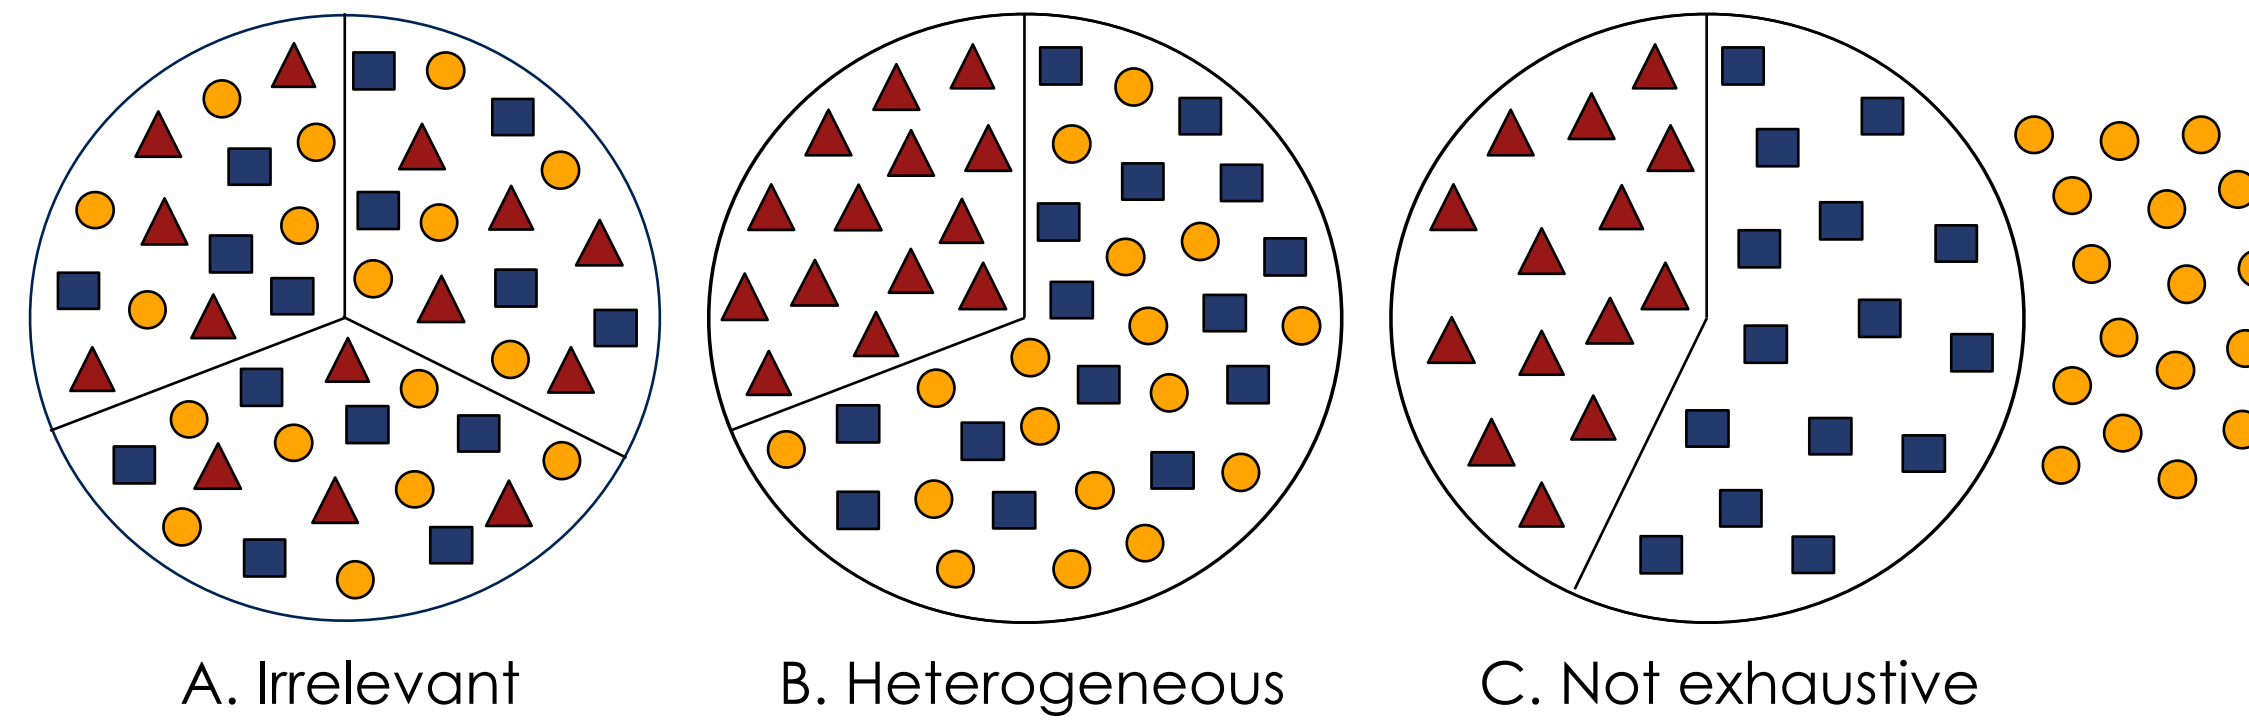 A. Irrelevant
B. Heterogeneous
C. Not exhaustive